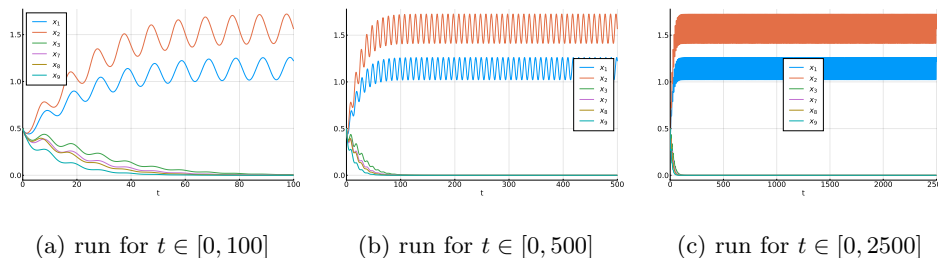 1.5
1.0
0.5
0.0
x₁
x₂
x₃
x₇
x₈
x₉
0 20 40 60 80 100
t
1.5
1.0
0.5
0.0
x₁
x₂
x₃
x₇
x₈
x₉
0 100 200 300 400 500
t
1.5
1.0
0.5
0.0
x₁
x₂
x₃
x₇
x₈
x₉
0 500 1000 1500 2000
t
(a) run for t ∈ [0, 100] (b) run for t ∈ [0, 500] (c) run for t ∈ [0, 2500]